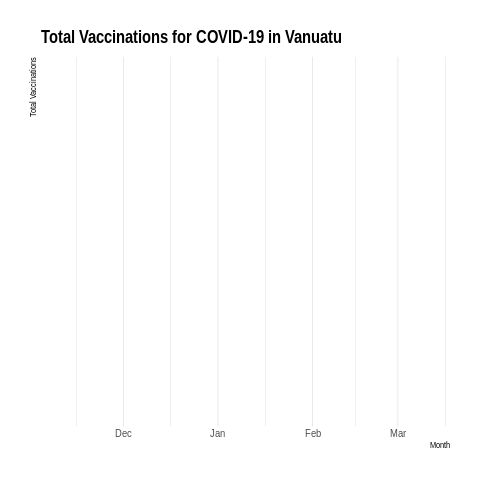 Total Vaccinations for COVID-19 in Vanuatu
Total Vaccinations
Dec Jan Feb Mar
Month